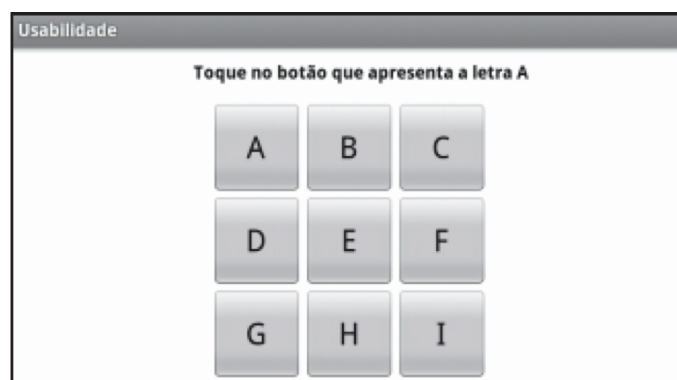 Usabilidade
Toque no botão que apresenta a letra A
A B C
D E F
G H I